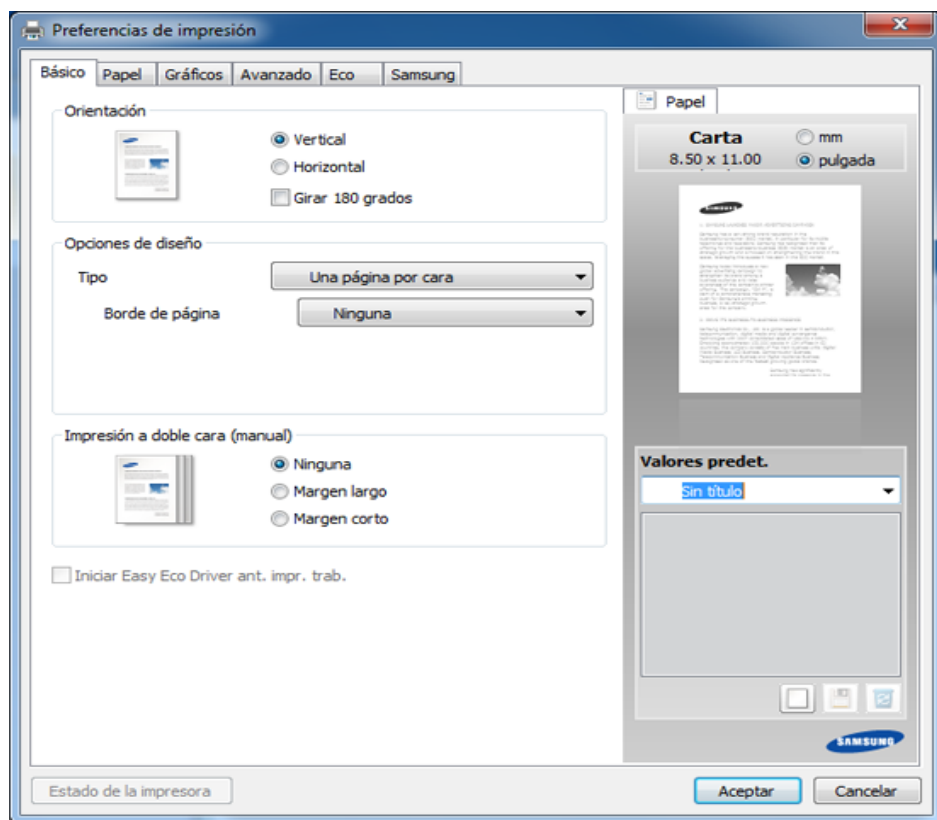 Preferencias de impresión
Básico Papel Gráficos Avanzado Eco Samsung
Orientación
Vertical
Horizontal
Girar 180 grados
Opciones de diseño
Tipo Una página por cara
Borde de página Ninguna
Impresión a doble cara (manual)
Ninguna
Margen largo
Margen corto
Iniciar Easy Eco Driver ant. impr. trab.
Papel
Carta mm
8.50 x 11.00 pulgada
SAMSUNG
Valores predet.
Sin título
SAMSUNG
Estado de la impresora Aceptar Cancelar